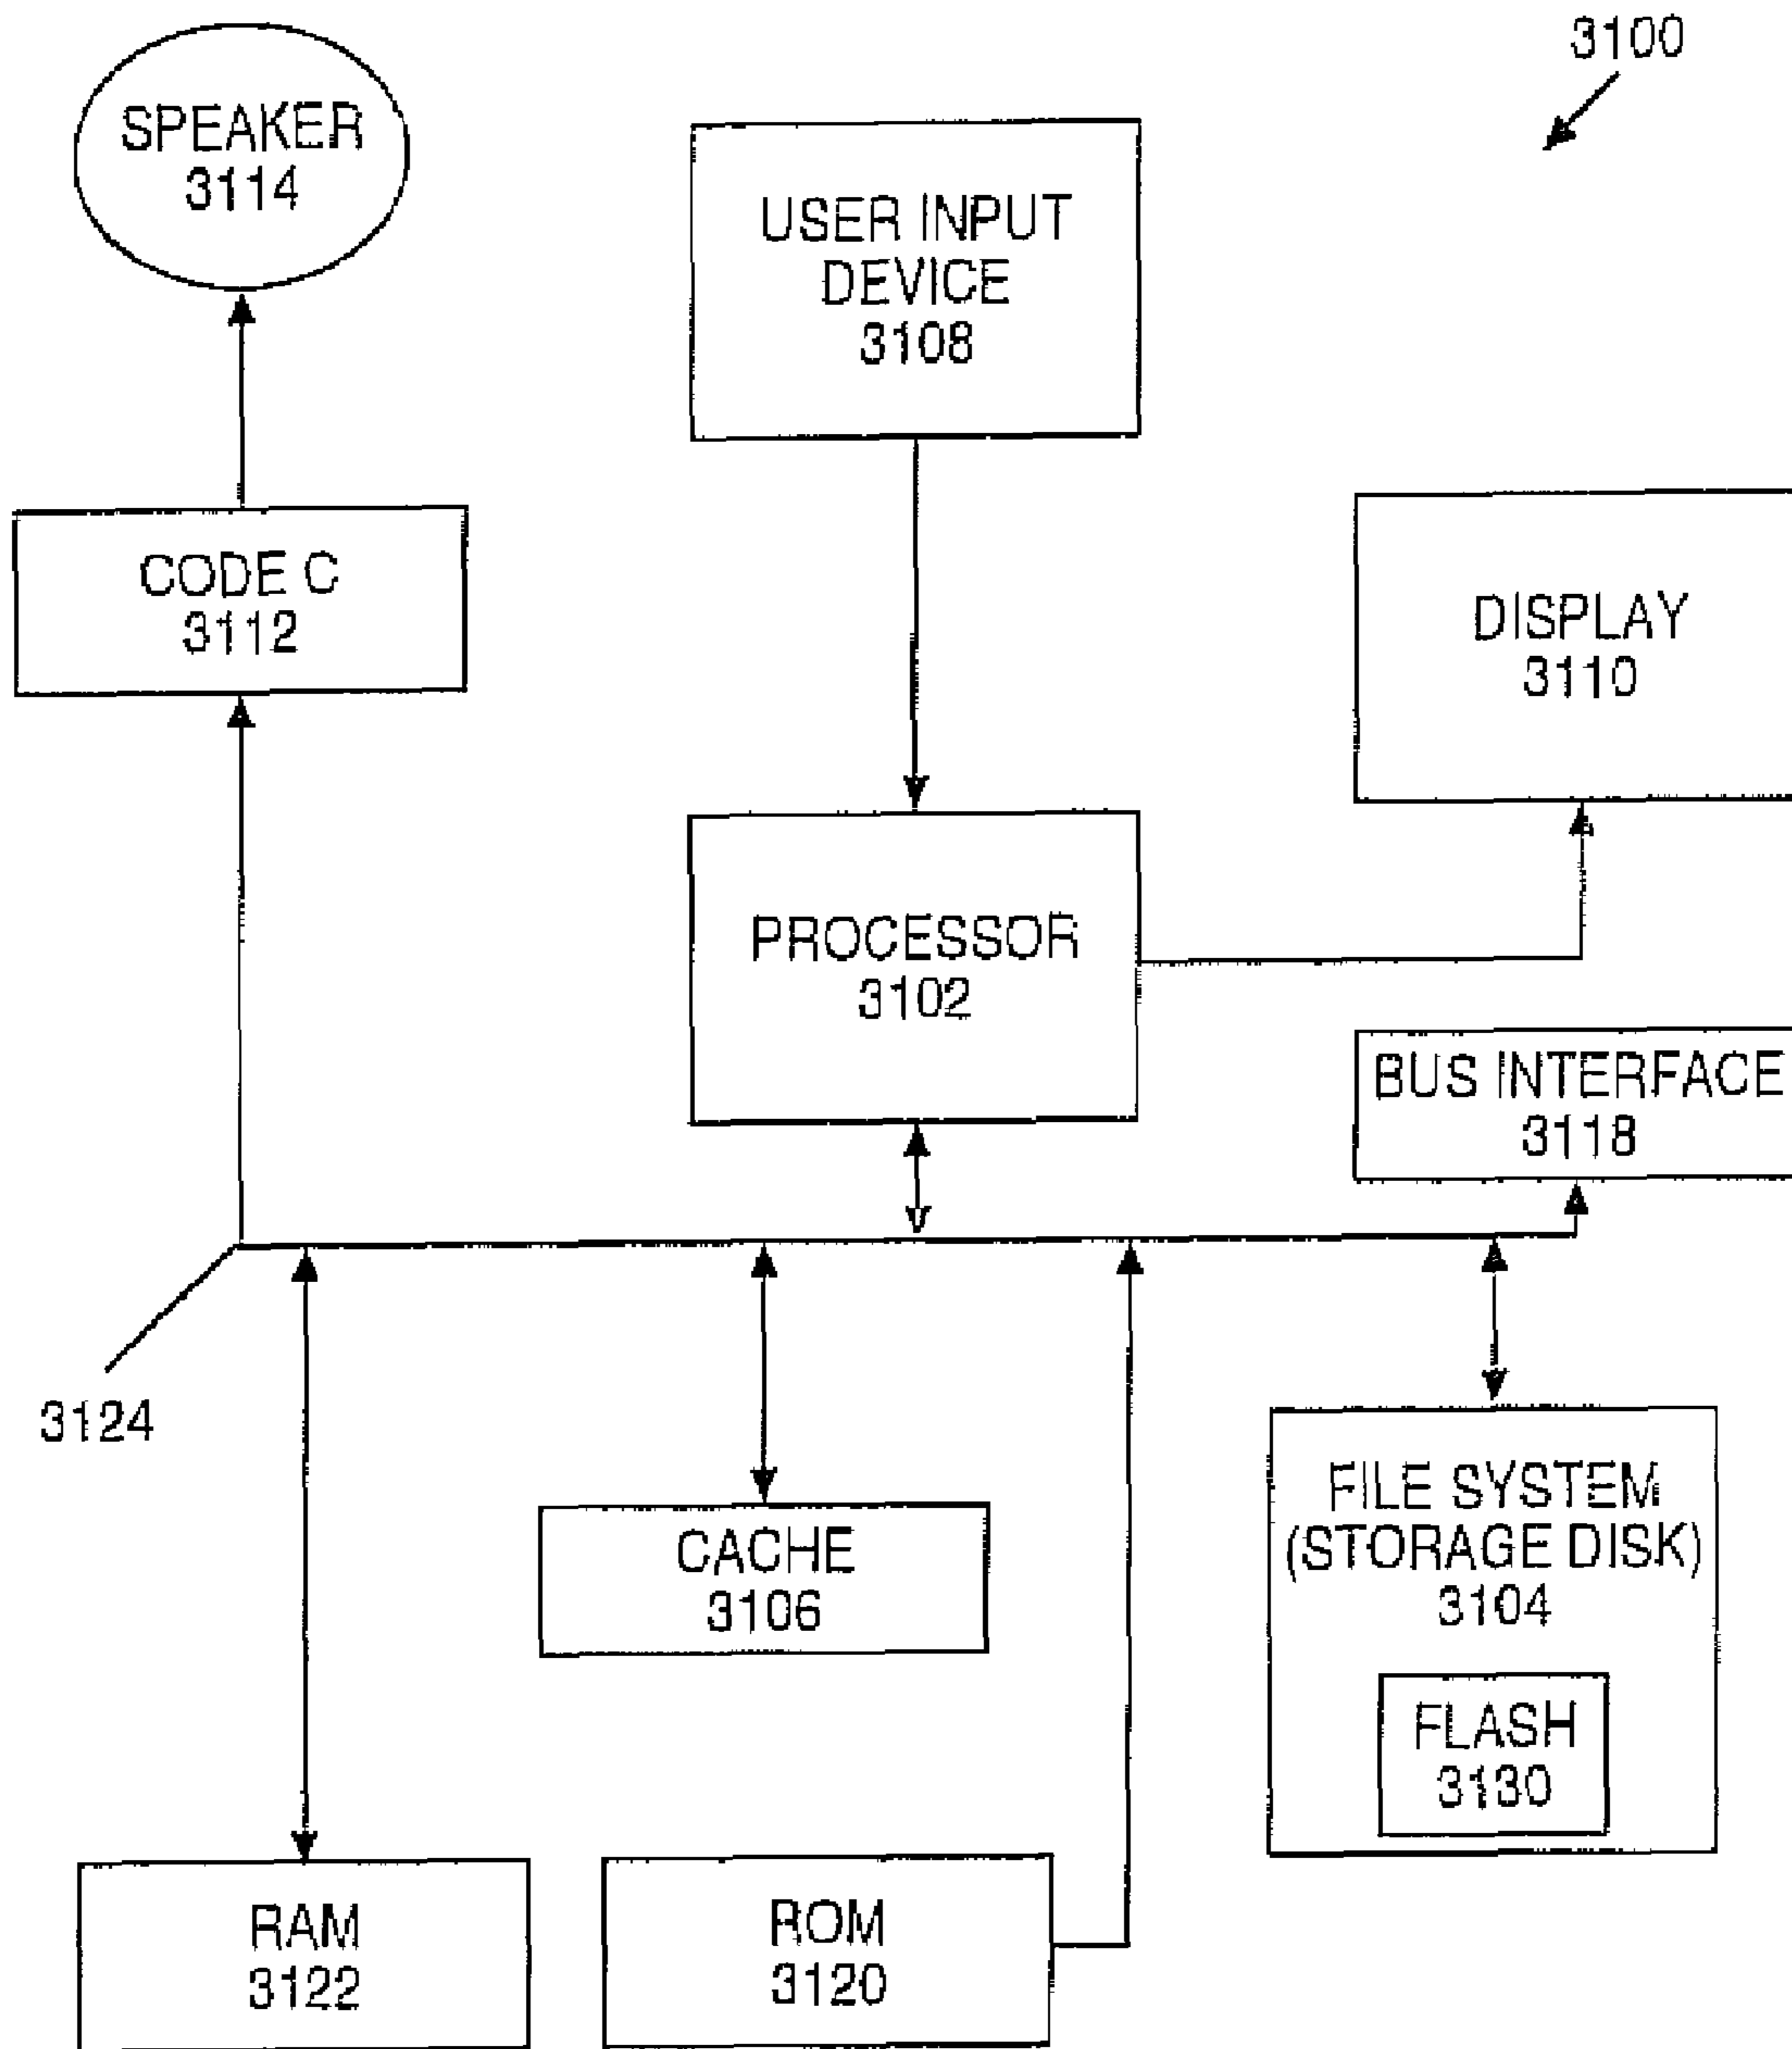 3100
SPEAKER
3114
USER INPUT
DEVICE
3108
CODE C
3112
DISPLAY
3110
PROCESSOR
3102
BUS INTERFACE
3118
3124
FILE SYSTEM
(STORAGE DISK)
3104
CACHE
3106
FLASH
3130
RAM
3122
ROM
3120